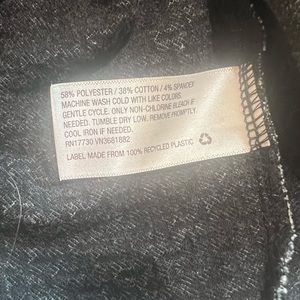 58% POLYESTER / 38% COTTON / 4% SPANDEX
MACHINE WASH COLD WITH LIKE COLORS.
GENTLE CYCLE. ONLY NON-CHLORINE BLEACH IF
NEEDED. TUMBLE DRY LOW. REMOVE PROMPTLY.
COOL IRON IF NEEDED.
RN17730 VN3681882
LABEL MADE FROM 100% RECYCLED PLASTIC